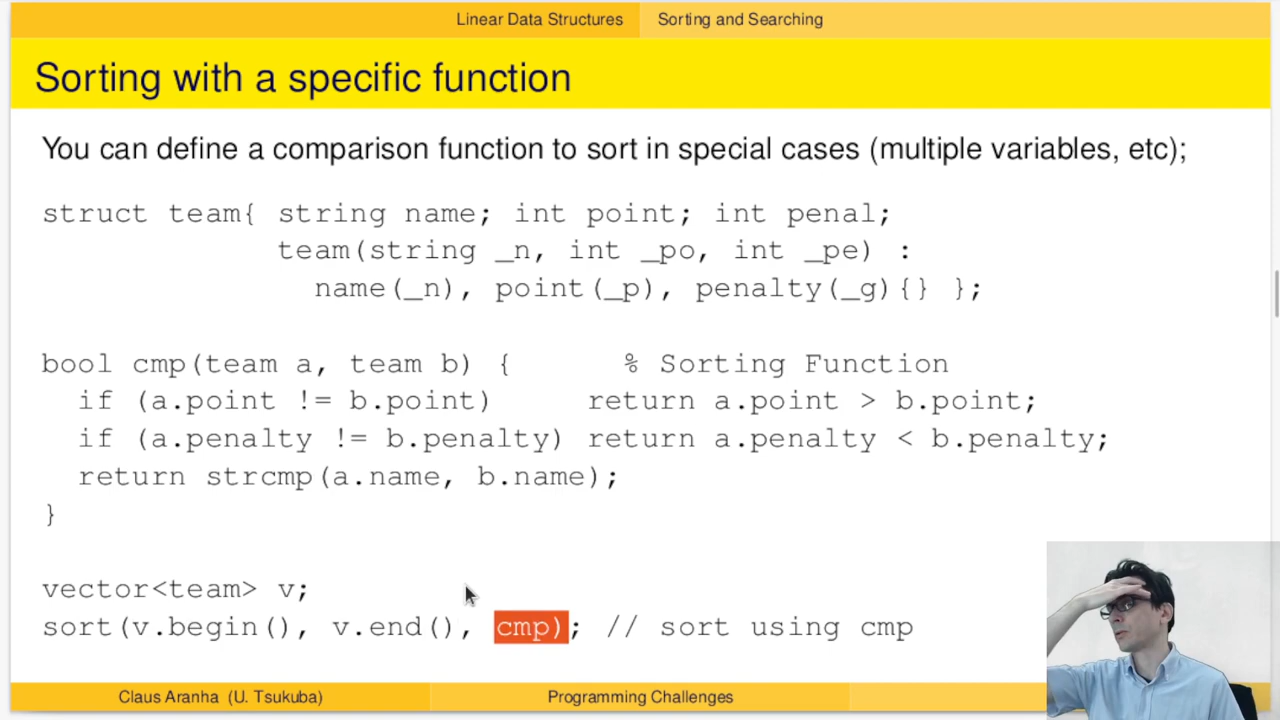 Linear Data Structures Sorting and Searching
Sorting with a specific function
You can define a comparison function to sort in special cases (multiple variables, etc);
struct team{ string name; int point; int penal;
team(string _n, int _po, int _pe) :
name(_n), point(_p), penalty(_g){} };
bool cmp(team a, team b) { % Sorting Function
if (a.point != b.point) return a.point > b.point;
if (a.penalty != b.penalty) return a.penalty < b.penalty;
return strcmp(a.name, b.name);
}
vector<team> v;
sort(v.begin(), v.end(), cmp); // sort using cmp
Claus Aranha (U. Tsukuba) Programming Challenges